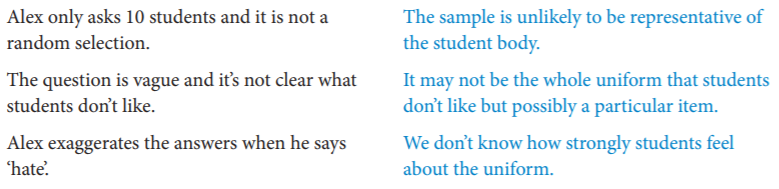 Alex only asks 10 students and it is not a
random selection.
The sample is unlikely to be representative of
the student body.
The question is vague and it's not clear what
students don't like.
It may not be the whole uniform that students
don't like but possibly a particular item.
Alex exaggerates the answers when he says
‘hate’.
We don't know how strongly students feel
about the uniform.